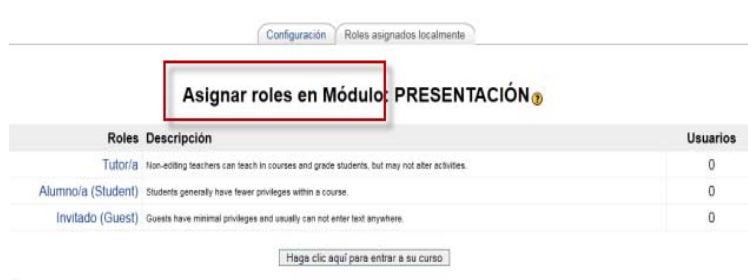 Configuración Roles asignados localmente
Asignar roles en Módulo: PRESENTACIÓN
Roles Descripción Usuarios
Tutor/a Non-editing teachers can teach in courses and grade students, but may not alter activities. 0
Alumno/a (Student) Students generally have fewer privileges within a course. 0
Invitado (Guest) Guests have minimal privileges and usually can not enter text anywhere. 0
Haga clic aquí para entrar a su curso